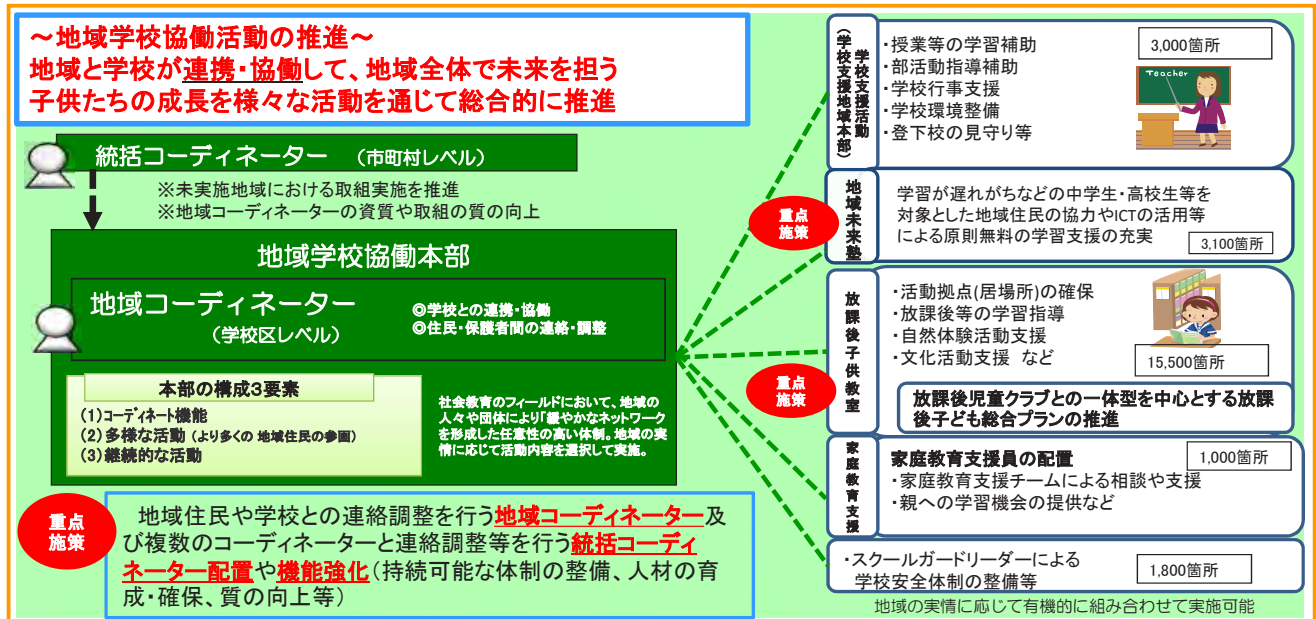 ～地域学校協働活動の推進～
地域と学校が連携・協働して、地域全体で未来を担う
子供たちの成長を様々な活動を通じて総合的に推進
統括コーディネーター （市町村レベル）
※未実施地域における取組実施を推進
※地域コーディネーターの資質や取組の質の向上
地域学校協働本部
地域コーディネーター
（学校区レベル）
◎学校との連携・協働
◎住民・保護者間の連絡・調整
本部の構成３要素
(1)コーディネート機能
(2)多様な活動（より多くの 地域住民の参画）
(3)継続的な活動
社会教育のフィールドにおいて、地域の
人々や団体により「緩やかなネットワーク
を形成した任意性の高い体制。地域の実
情に応じて活動内容を選択して実施。
重点
施策
地域住民や学校との連絡調整を行う地域コーディネーター及
び複数のコーディネーターと連絡調整等を行う統括コーディ
ネーター配置や機能強化（持続可能な体制の整備、人材の育
成・確保、質の向上等）
学校支援活動
（学校支援地域本部）
・授業等の学習補助
・部活動指導補助
・学校行事支援
・学校環境整備
・登下校の見守り等
3,000箇所
Teacher
重点
施策
地域未来塾
学習が遅れがちなどの中学生・高校生等を
対象とした地域住民の協力やICTの活用等
による原則無料の学習支援の充実
3,100箇所
放課後子供教室
・活動拠点(居場所)の確保
・放課後等の学習指導
・自然体験活動支援
・文化活動支援 など
15,500箇所
重点
施策
放課後児童クラブとの一体型を中心とする放課
後子ども総合プランの推進
家庭教育支援
家庭教育支援員の配置
1,000箇所
・家庭教育支援チームによる相談や支援
・親への学習機会の提供など
・スクールガードリーダーによる
学校安全体制の整備等
1,800箇所
地域の実情に応じて有機的に組み合わせて実施可能